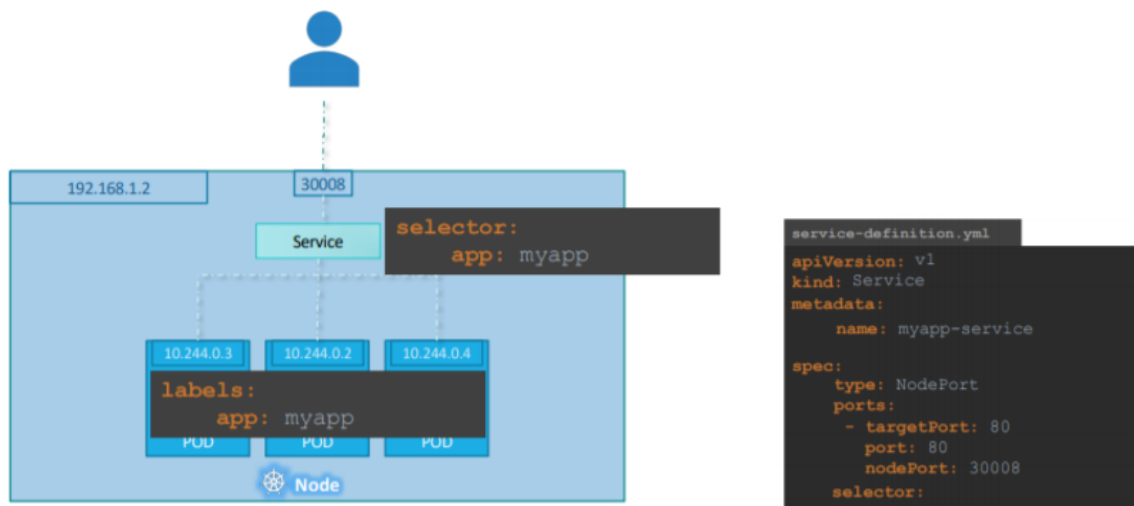 192.168.1.2
30008
Service
selector:
app: myapp
10.244.0.3
10.244.0.2
10.244.0.4
labels:
app: myapp
POD
POD
POD
Node
service-definition.yml
apiVersion: v1
kind: Service
metadata:
name: myapp-service
spec:
type: NodePort
ports:
- targetPort: 80
port: 80
nodePort: 30008
selector: